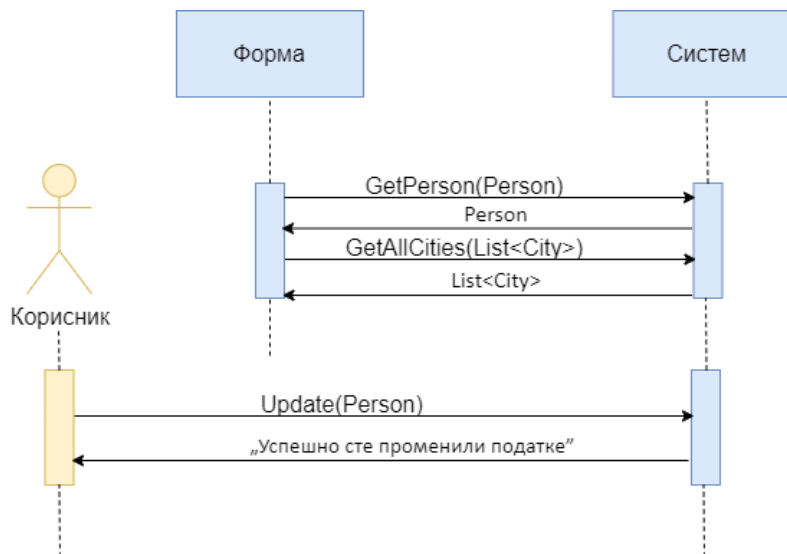 Форма
Систем
GetPerson(Person)
Person
GetAllCities(List<City>)
List<City>
Корисник
Update(Person)
„Успешно сте променили податке”